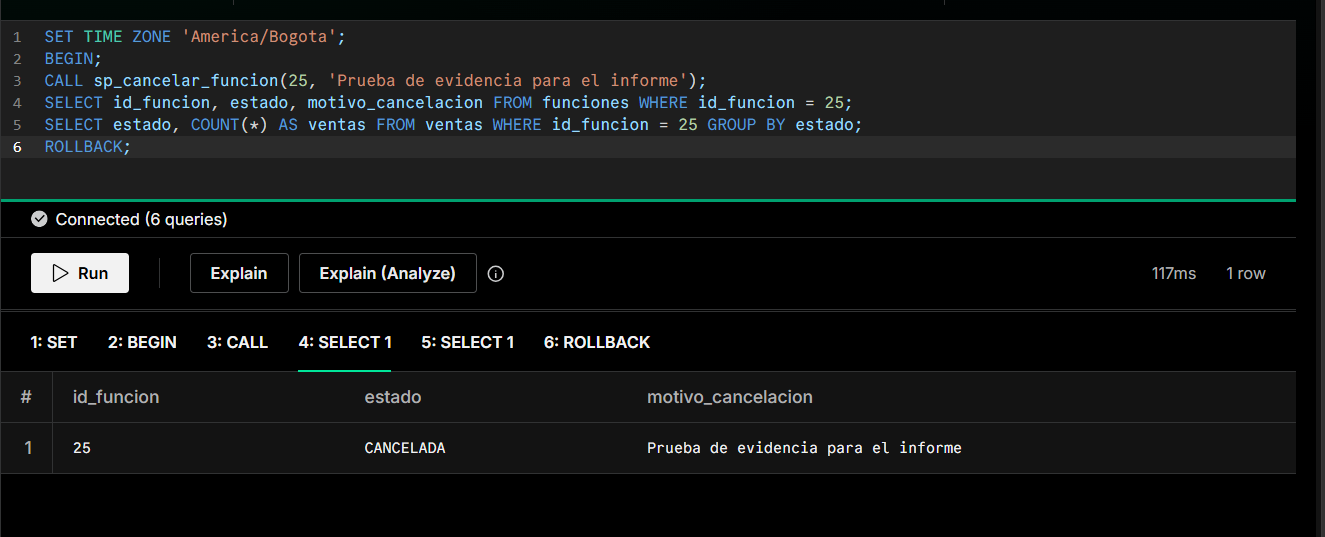 1 SET TIME ZONE 'America/Bogota';
2 BEGIN;
3 CALL sp_cancelar_funcion(25, 'Prueba de evidencia para el informe');
4 SELECT id_funcion, estado, motivo_cancelacion FROM funciones WHERE id_funcion = 25;
5 SELECT estado, COUNT(*) AS ventas FROM ventas WHERE id_funcion = 25 GROUP BY estado;
6 ROLLBACK;
Connected (6 queries)
Run Explain Explain (Analyze) 117ms 1 row
1: SET 2: BEGIN 3: CALL 4: SELECT 1 5: SELECT 1 6: ROLLBACK
# id_funcion estado motivo_cancelacion
1 25 CANCELADA Prueba de evidencia para el informe